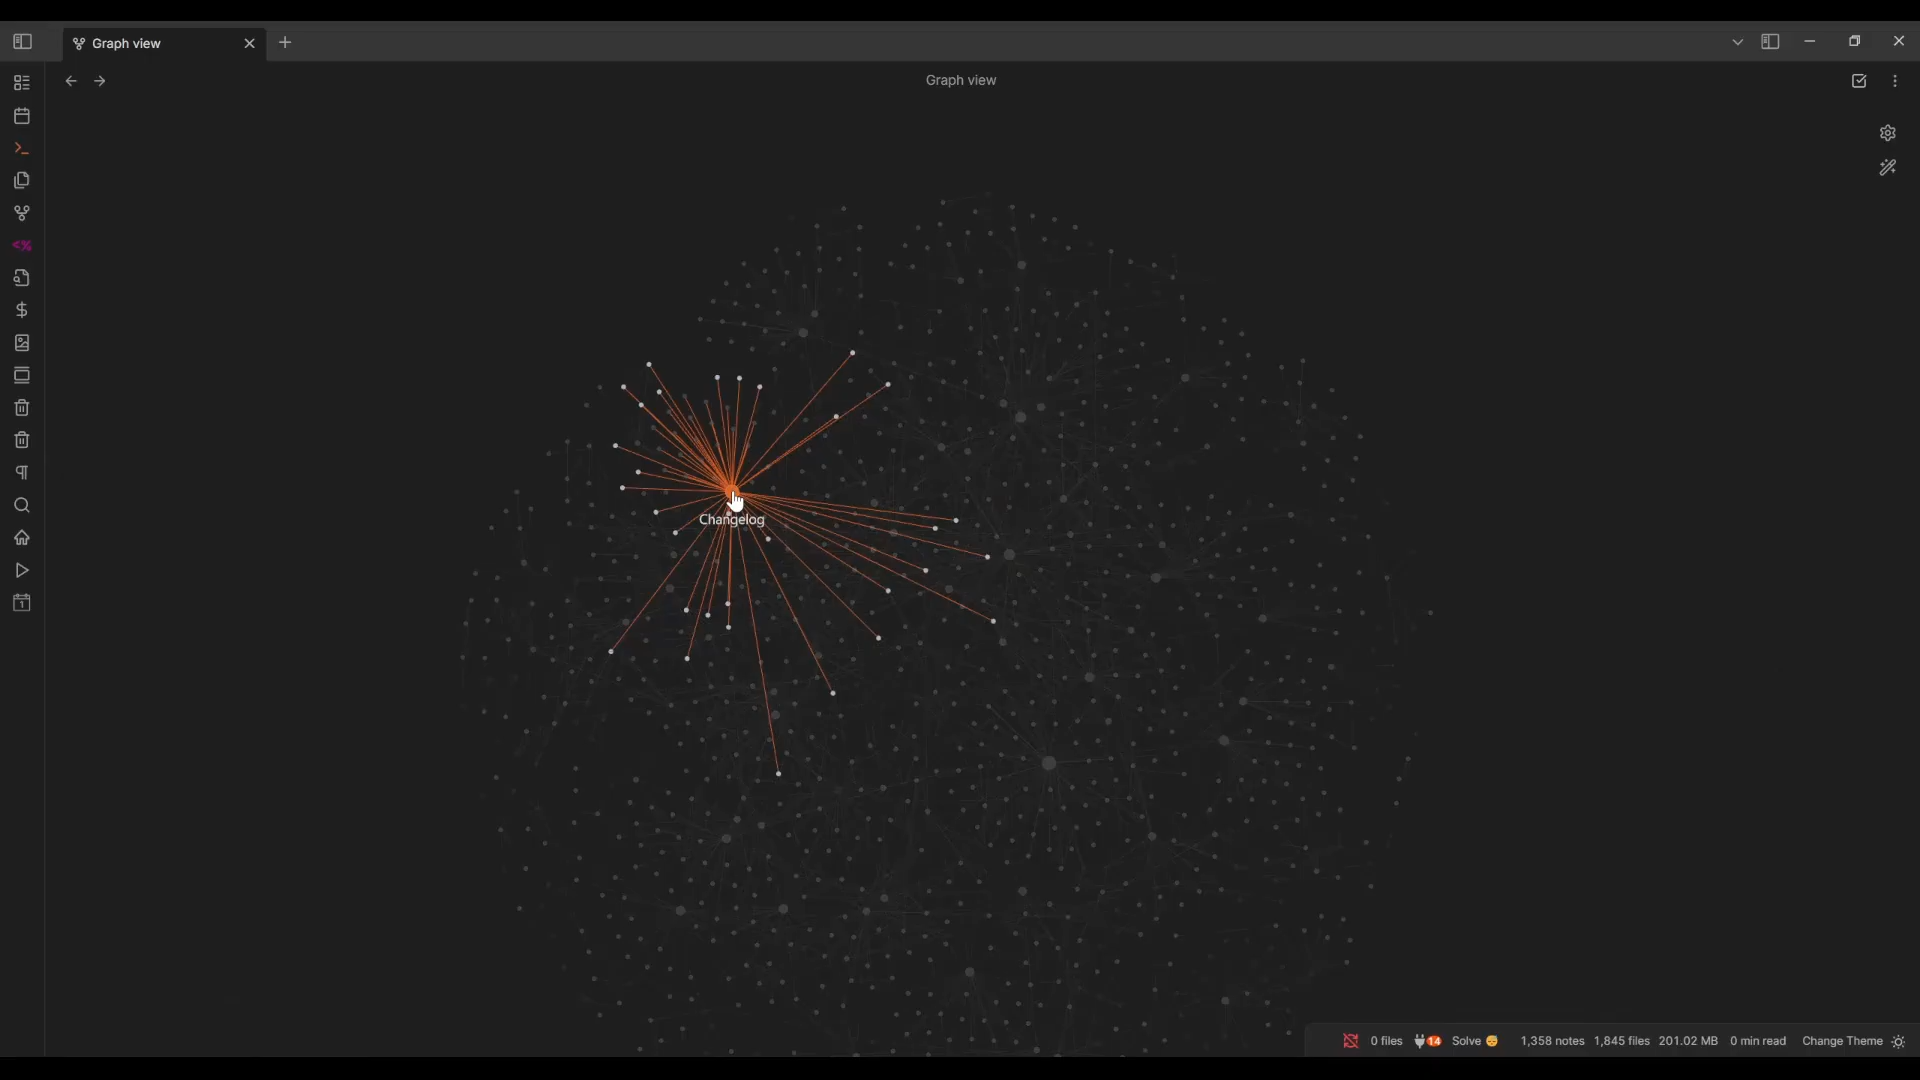 Graph view
Graph view
<%
Changelog
1
0 files 14 Solve 1,358 notes 1,845 files 201.02 MB 0 min read Change Theme